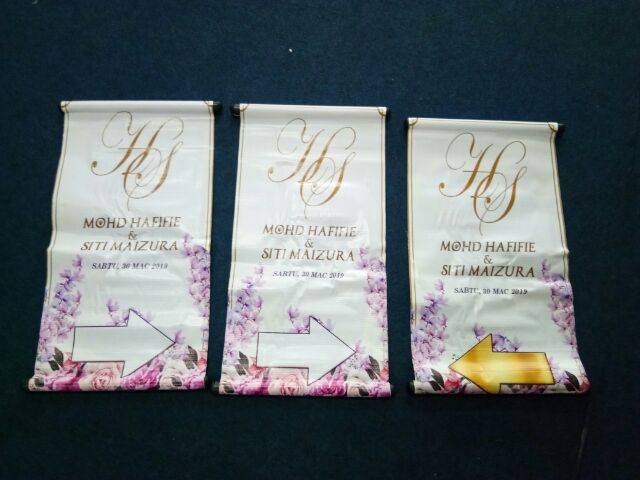 HS
MOHD HAFIFIE
&
SITI MAIZURA
SABTU, 30 MAC 2019
HS
MOHD HAFIFIE
&
SITI MAIZURA
SABTU, 30 MAC 2019
HS
MOHD HAFIFIE
&
SITI MAIZURA
SABTU, 30 MAC 2019